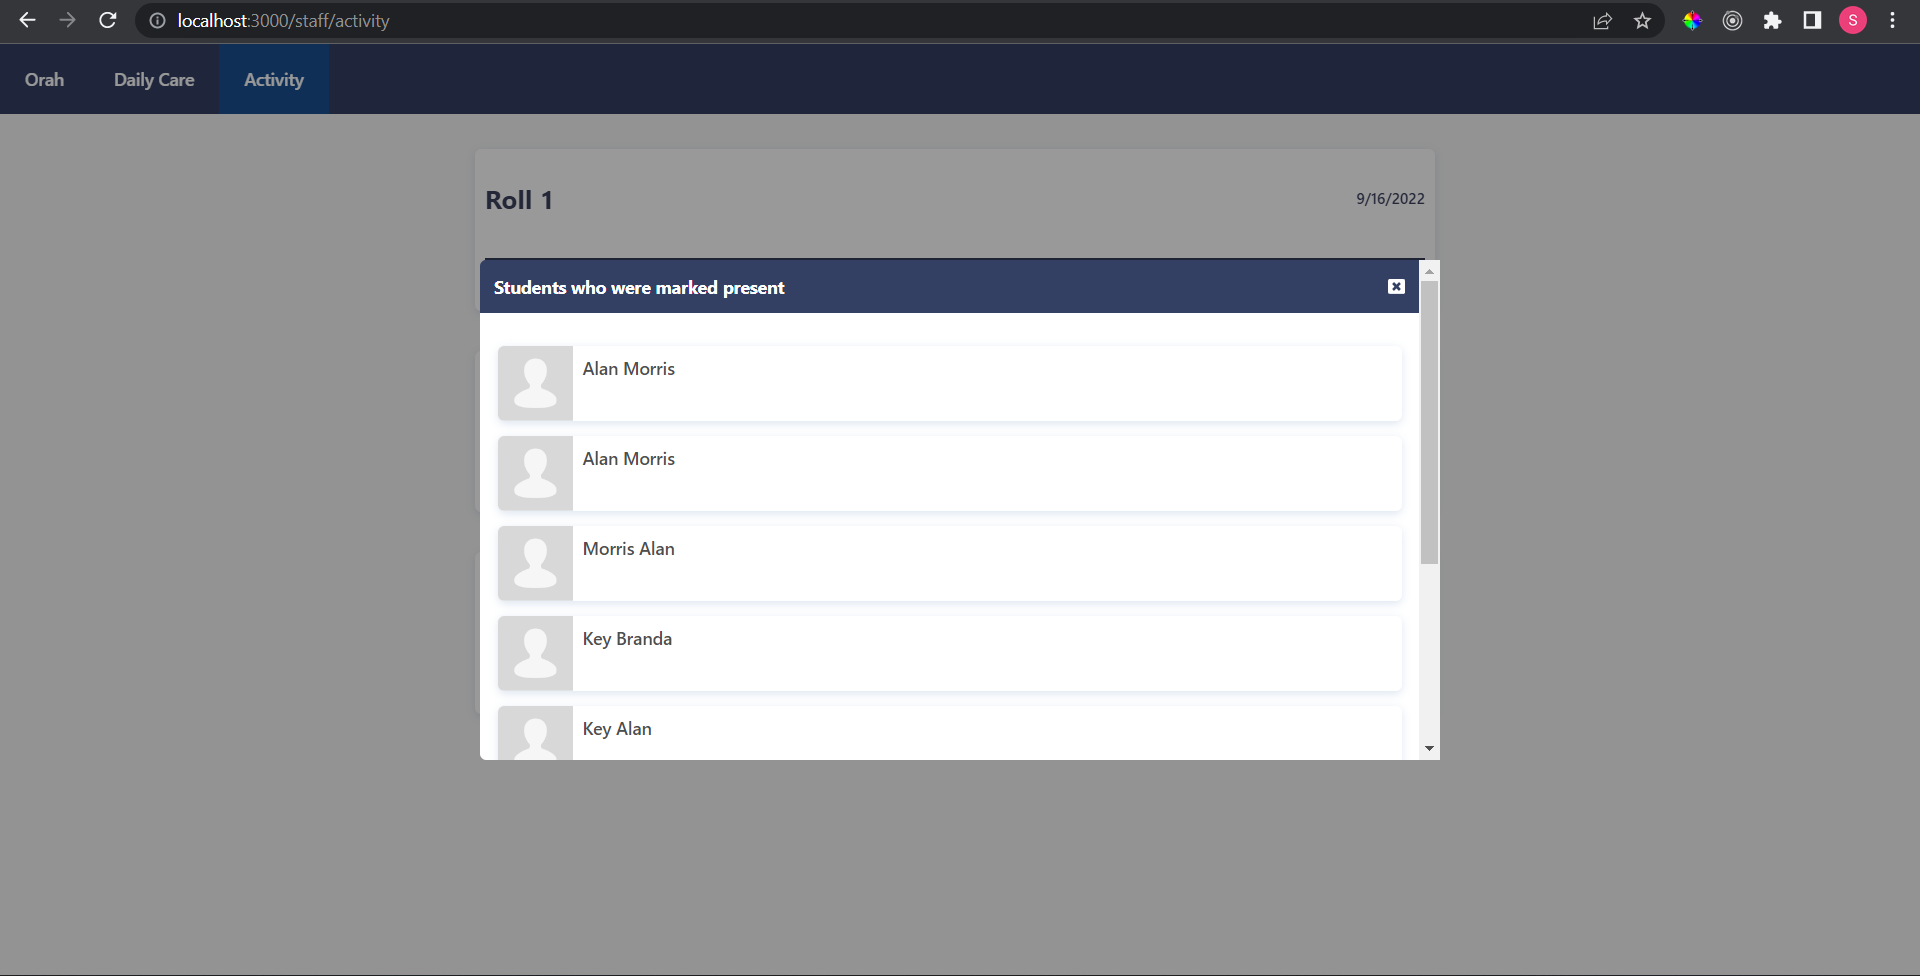 localhost:3000/staff/activity
S
Orah Daily Care Activity
Roll 1 9/16/2022
Students who were marked present
Alan Morris
Alan Morris
Morris Alan
Key Branda
Key Alan